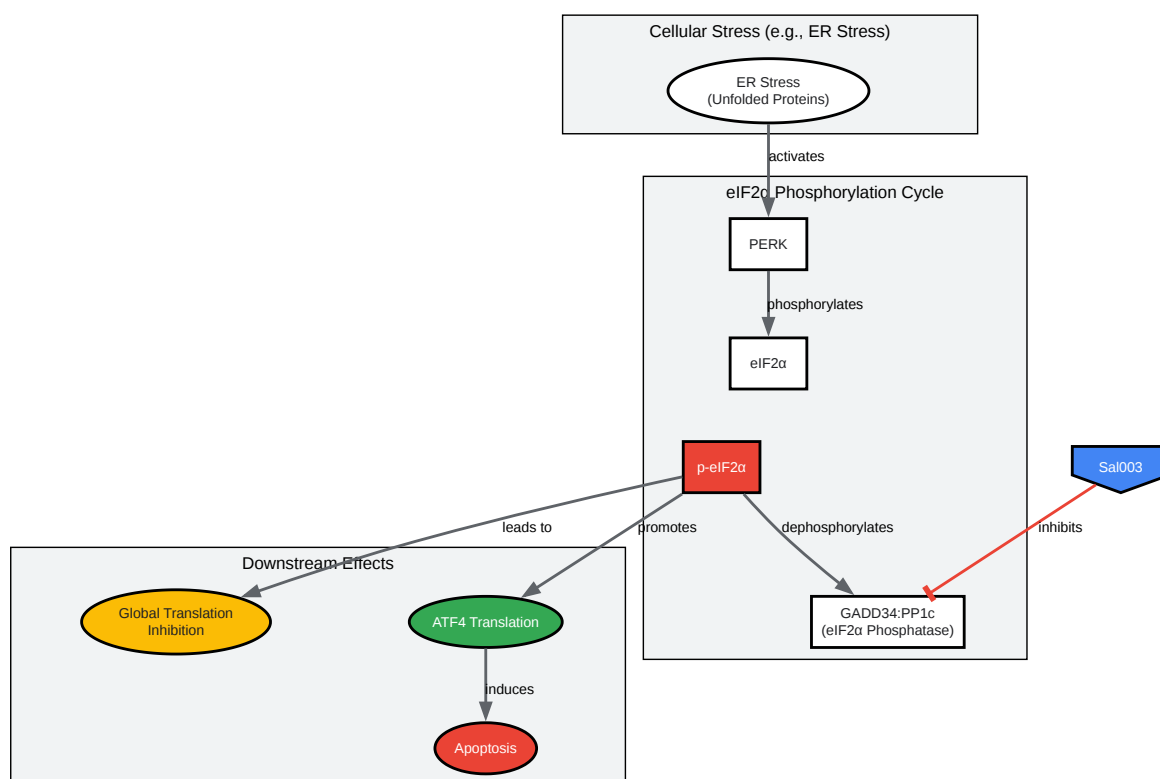 Cellular Stress (e.g., ER Stress)
ER Stress
(Unfolded Proteins)
activates
eIF2α Phosphorylation Cycle
PERK
phosphorylates
eIF2α
p-eIF2α
Sal003
leads to
promotes
dephosphorylates
inhibits
Downstream Effects
Global Translation
Inhibition
ATF4 Translation
GADD34:PP1c
(eIF2α Phosphatase)
induces
Apoptosis